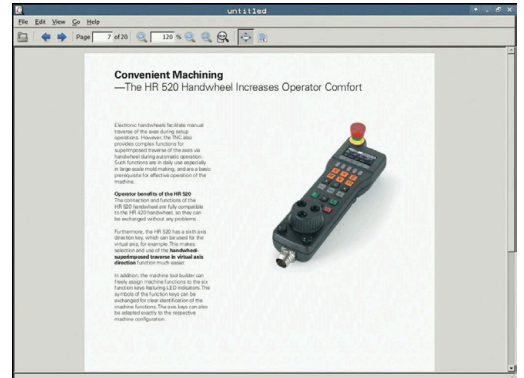 untitled
File Edit View Go Help
Page 7 of 20 120 %
Convenient Machining
—The HR 520 Handwheel Increases Operator Comfort
Electronic handwheels facilitate manual
traverse of the axes during setup
operations. However, the TNC also
provides complex functions for
superimposed traverse of the axes via
handwheel during automatic operation.
Such functions are in daily use especially
in large scale mold making, and are a basic
prerequisite for effective operation of the
machine.
Operator benefits of the HR 520
The connection and functions of the
HR 520 handwheel are fully compatible
to the HR 420 handwheel, so they can
be exchanged without any problems.
Furthermore, the HR 520 has a sixth axis
direction key, which can be used for the
virtual axis, for example. This makes
selection and use of the handwheel-
superimposed traverse in virtual axis
direction function much easier.
In addition, the machine tool builder can
freely assign machine functions to the six
function keys featuring LED indicators. The
symbols of the function keys can be
exchanged for clear identification of the
machine functions. The axis keys can also
be adapted exactly to the respective
machine configuration.